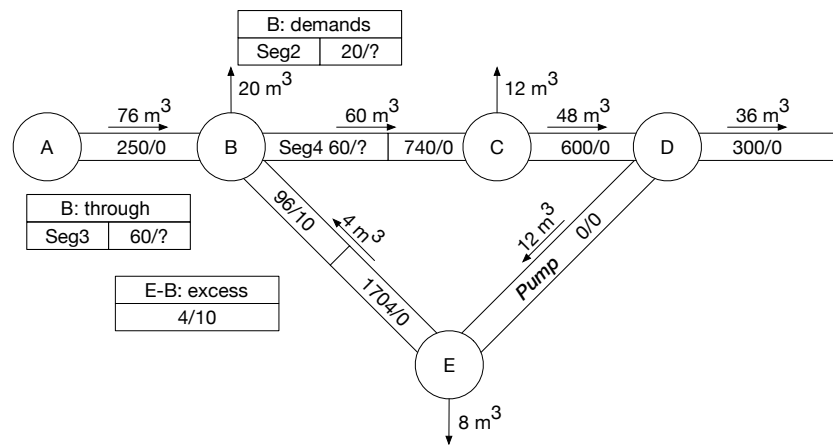 B: demands
Seg2 20/?
20 m³
12 m³
76 m³
60 m³
48 m³
36 m³
A
250/0
B
Seg4 60/?
740/0
C
600/0
D
300/0
B: through
Seg3 60/?
96/10
4 m³
12 m³
0/0
Pump
E-B: excess
4/10
1704/0
E
8 m³